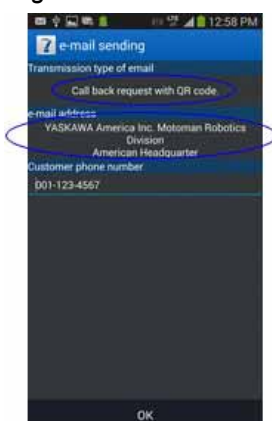 12:58 PM
? e-mail sending
Transmission type of email
Call back request with QR code
e-mail address
YASKAWA America Inc. Motoman Robotics
Division
American Headquarter
Customer phone number
001-123-4567
OK